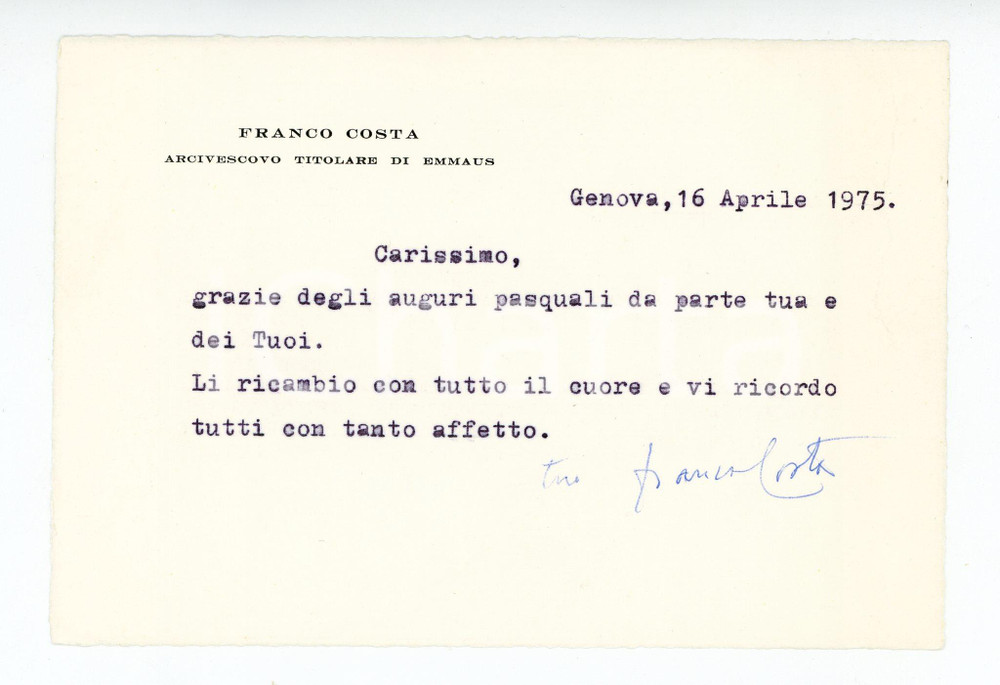 FRANCO COSTA
ARCIVESCOVO TITOLARE DI EMMAUS
Genova,16 Aprile 1975.
Carissimo,
grazie degli auguri pasquali da parte tua e
dei Tuoi.
Li ricambio con tutto il cuore e vi ricordo
tutti con tanto affetto.
tuo franco Costa